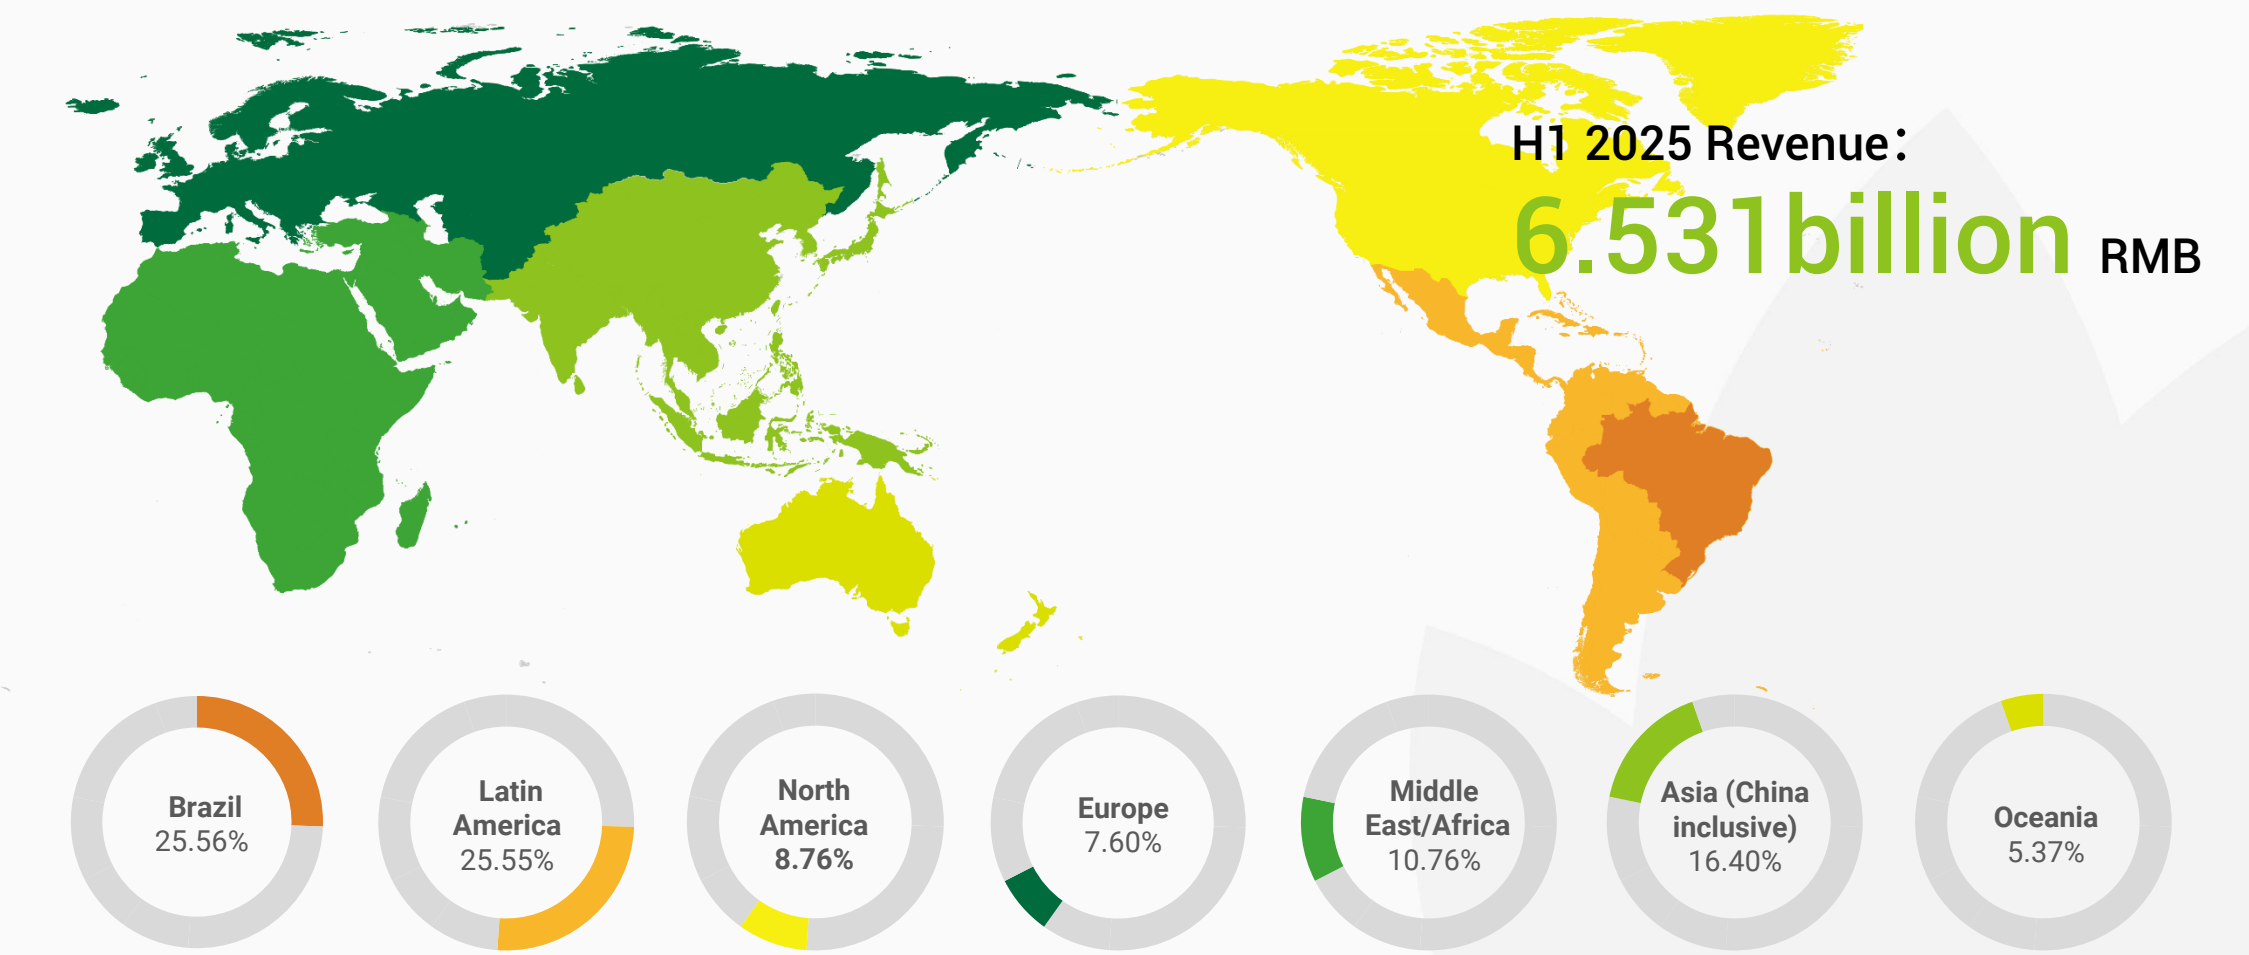 H1 2025 Revenue：
6.531billion RMB
Brazil
25.56%
Latin
America
25.55%
North
America
8.76%
Europe
7.60%
Middle
East/Africa
10.76%
Asia (China
inclusive)
16.40%
Oceania
5.37%